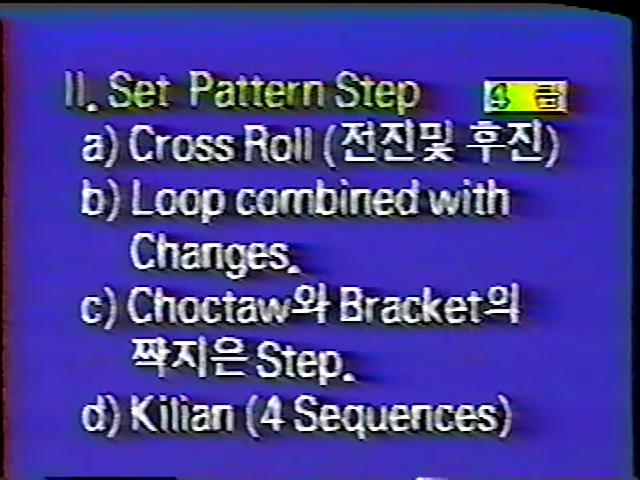 II. Set Pattern Step 4 급
a) Cross Roll (전진및 후진)
b) Loop combined with
Changes.
c) Choctaw와 Bracket의
짝지은 Step.
d) Kilian (4 Sequences)